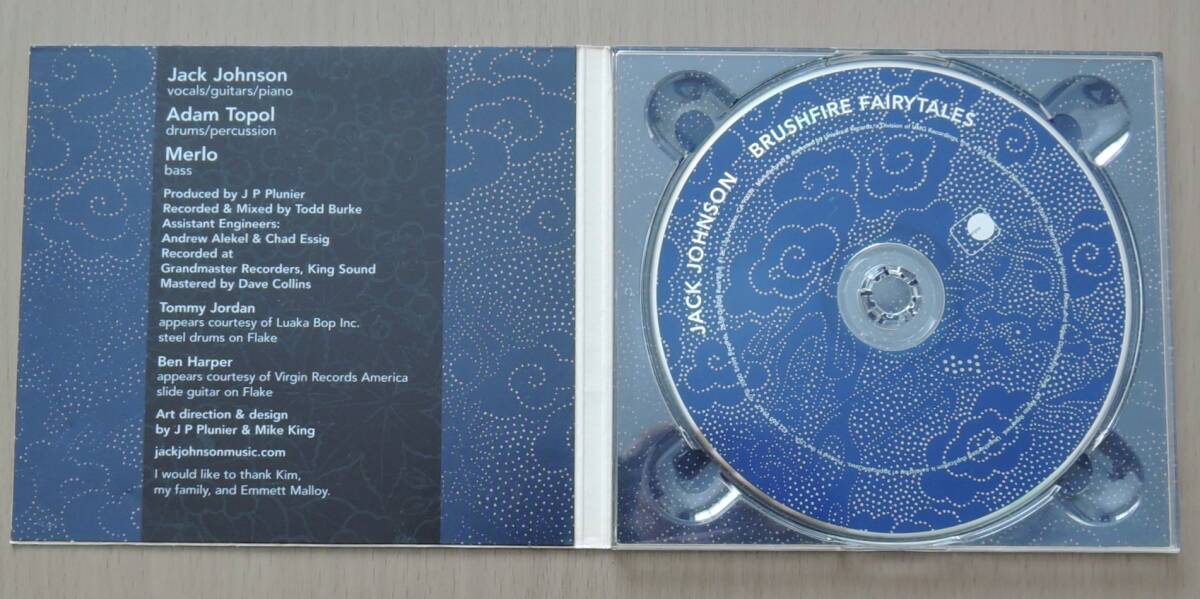 Jack Johnson
vocals/guitars/piano
Adam Topol
drums/percussion
Merlo
bass
Produced by J P Plunier
Recorded & Mixed by Todd Burke
Assistant Engineers:
Andrew Alekel & Chad Essig
Recorded at
Grandmaster Recorders, King Sound
Mastered by Dave Collins
Tommy Jordan
appears courtesy of Luaka Bop Inc.
steel drums on Flake
Ben Harper
appears courtesy of Virgin Records America
slide guitar on Flake
Art direction & design
by J P Plunier & Mike King
jackjohnsonmusic.com
I would like to thank Kim,
my family, and Emmett Malloy.
JACK JOHNSON BRUSHFIRE FAIRYTALES